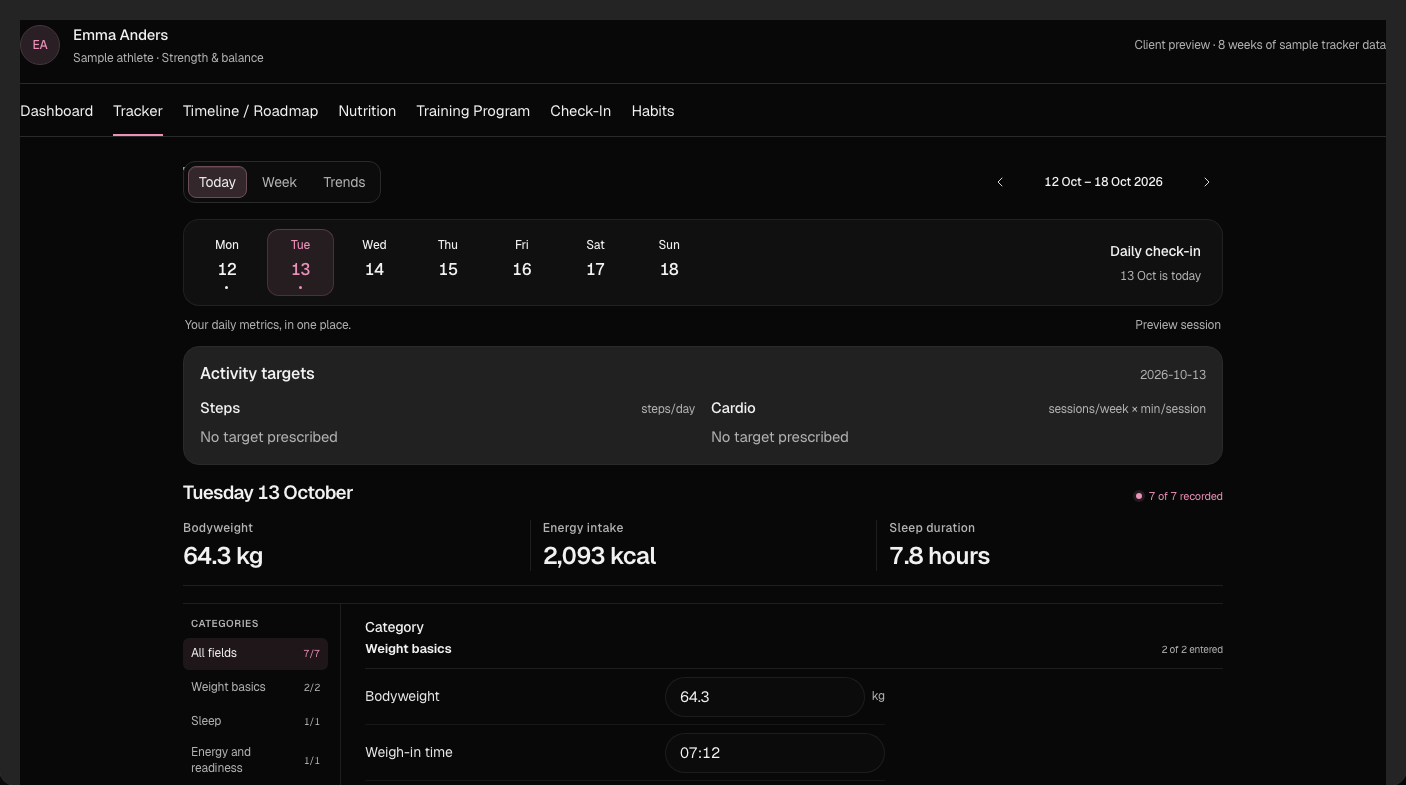 EA
Emma Anders
Sample athlete · Strength & balance
Client preview · 8 weeks of sample tracker data
Dashboard Tracker Timeline / Roadmap Nutrition Training Program Check-In Habits
Today Week Trends
12 Oct – 18 Oct 2026
Mon Tue Wed Thu Fri Sat Sun
12 13 14 15 16 17 18
Daily check-in
13 Oct is today
Your daily metrics, in one place.
Preview session
Activity targets
2026-10-13
Steps steps/day
No target prescribed
Cardio sessions/week × min/session
No target prescribed
Tuesday 13 October
7 of 7 recorded
Bodyweight
64.3 kg
Energy intake
2,093 kcal
Sleep duration
7.8 hours
CATEGORIES
All fields 7/7
Weight basics 2/2
Sleep 1/1
Energy and
readiness 1/1
Category
Weight basics
2 of 2 entered
Bodyweight 64.3 kg
Weigh-in time 07:12